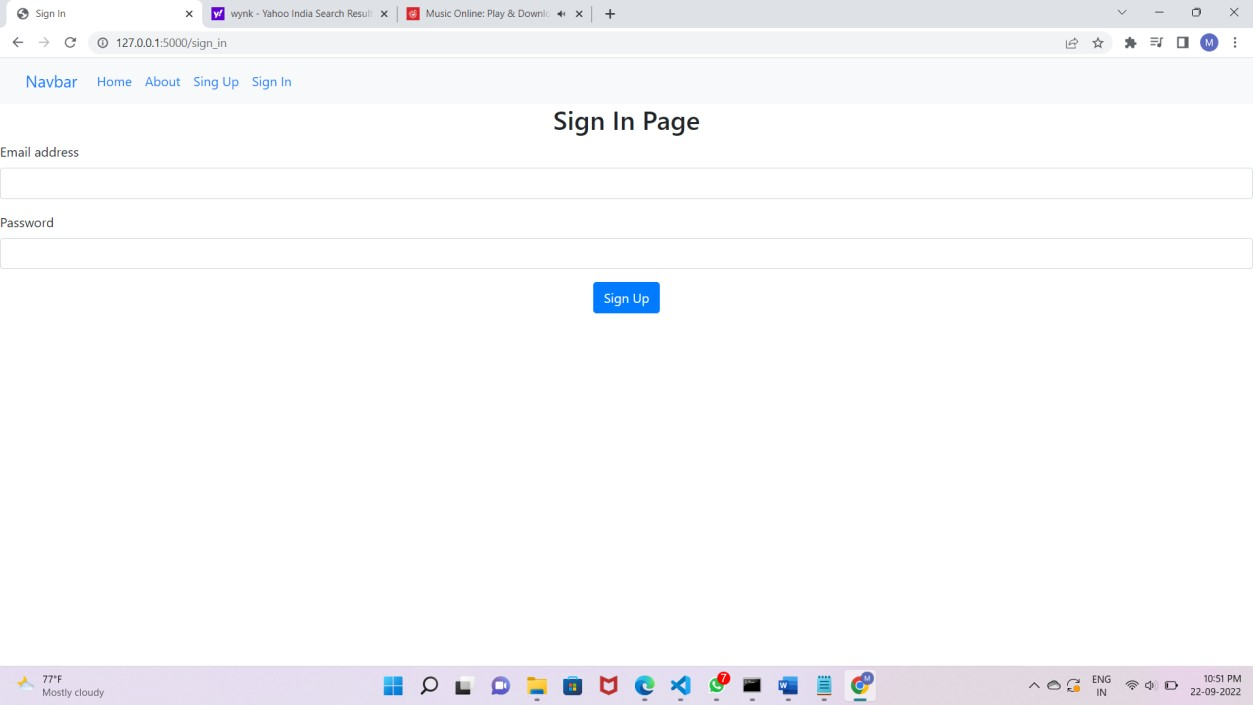 Sign In
wynk - Yahoo India Search Result
Music Online: Play & Downlo
127.0.0.1:5000/sign_in
M
Navbar Home About Sing Up Sign In
Sign In Page
Email address
Password
Sign Up
77°F
Mostly cloudy
7
M
ENG
IN
10:51 PM
22-09-2022